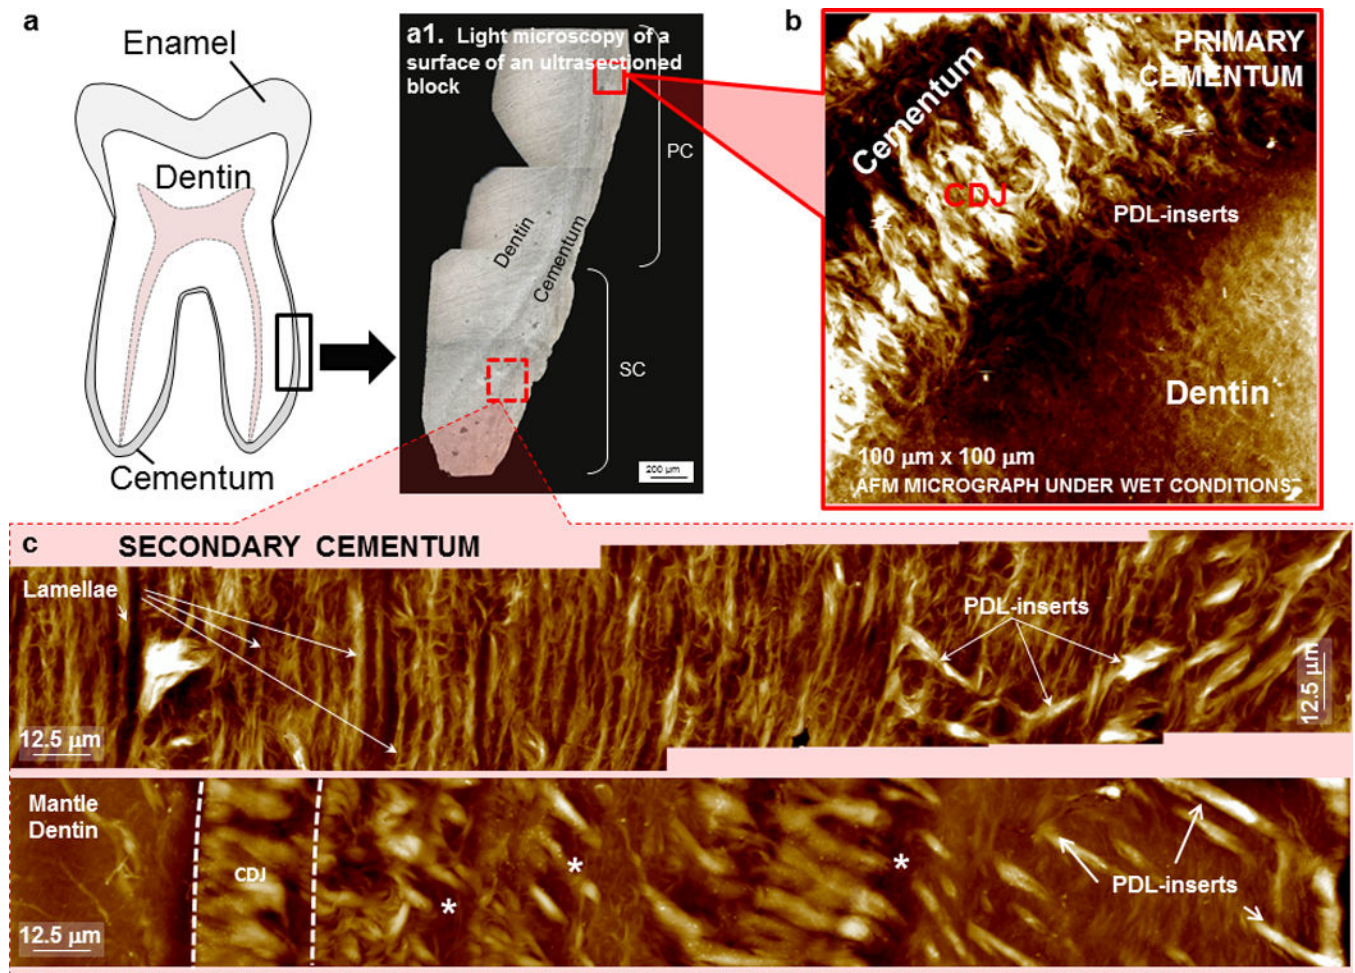 a
Enamel
Dentin
Cementum
a1. Light microscopy of a
surface of an ultrasectioned
block
PC
Dentin
Cementum
SC
200 μm
b
PRIMARY
CEMENTUM
Cementum
CDJ
PDL-inserts
Dentin
100 μm x 100 μm
AFM MICROGRAPH UNDER WET CONDITIONS
c
SECONDARY CEMENTUM
Lamellae
PDL-inserts
12.5 μm
12.5 μm
Mantle
Dentin
CDJ
*
*
*
PDL-inserts
12.5 μm